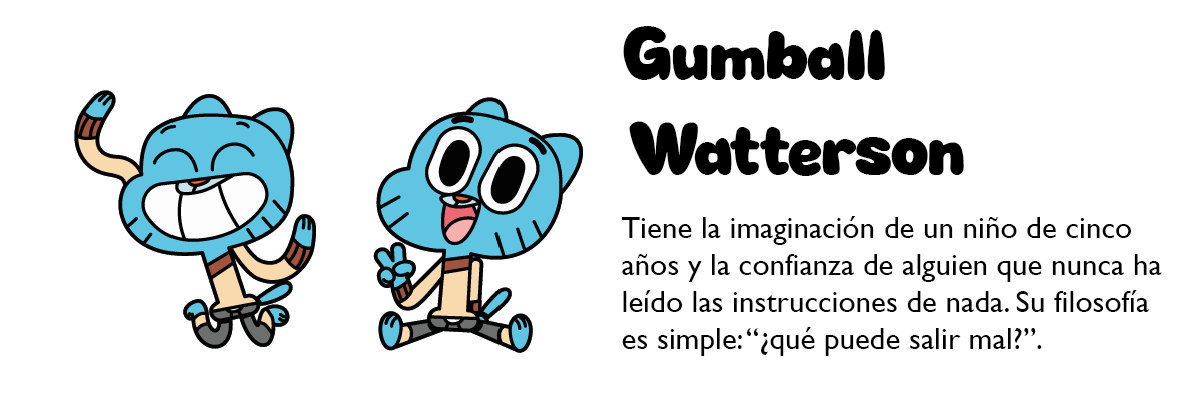 Gumball
Watterson
Tiene la imaginación de un niño de cinco
años y la confianza de alguien que nunca ha
leído las instrucciones de nada. Su filosofía
es simple: “¿qué puede salir mal?”.